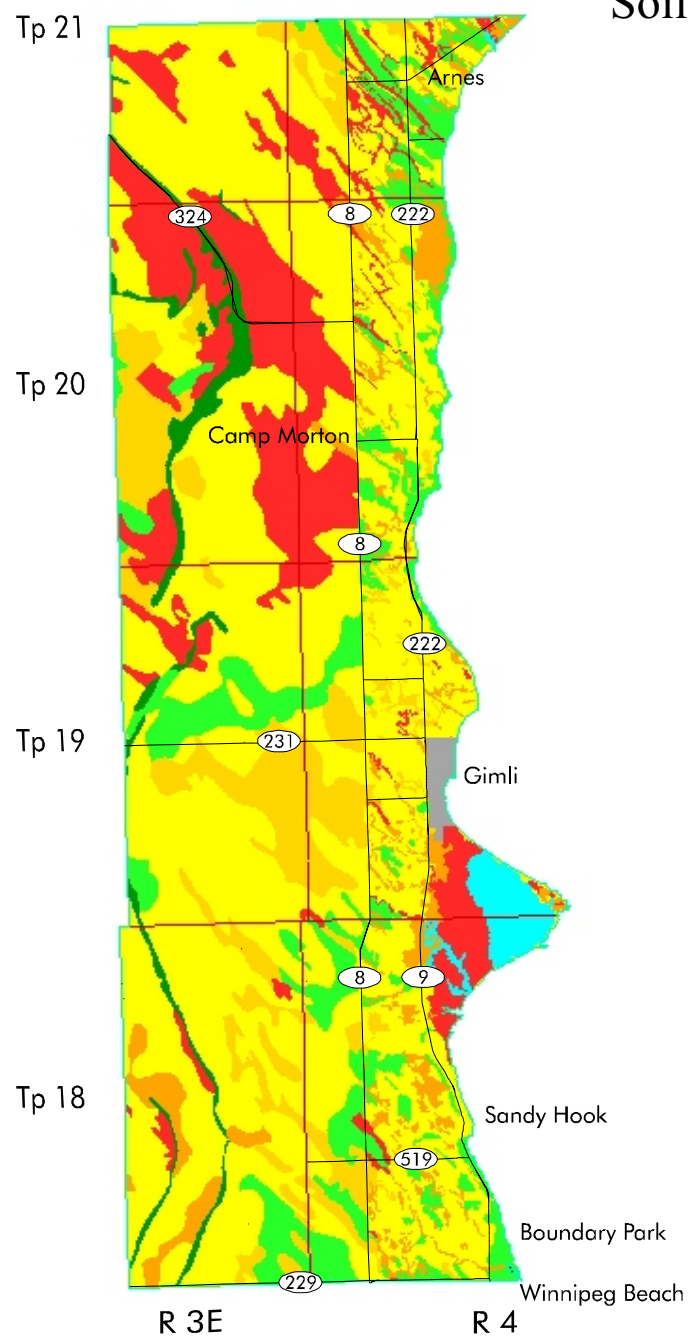 Soil
Tp 21
Arnes
324
8
222
Tp 20
Camp Morton
8
222
Tp 19
231
Gimli
8
9
Tp 18
Sandy Hook
519
Boundary Park
229
Winnipeg Beach
R 3E
R 4